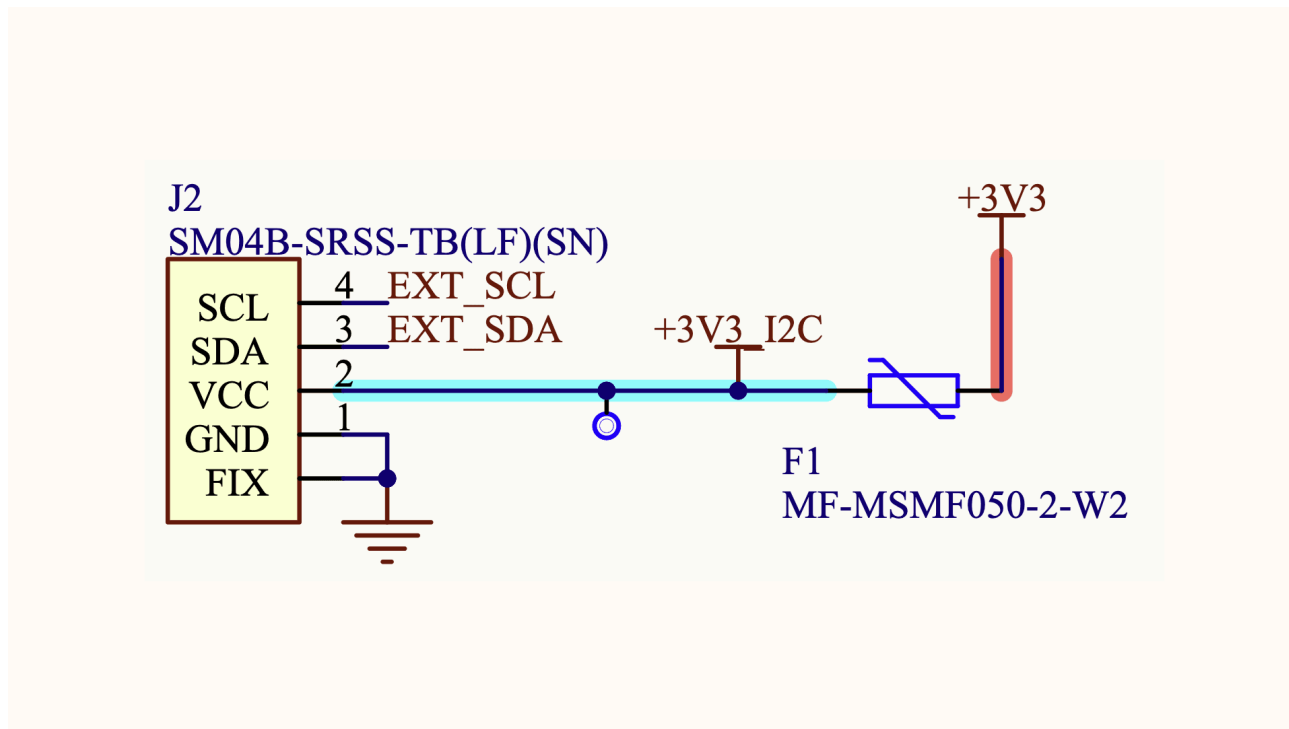 J2
SM04B-SRSS-TB(LF)(SN)
+3V3
SCL 4 EXT_SCL
SDA 3 EXT_SDA
+3V3_I2C
VCC 2
GND 1
FIX
F1
MF-MSMF050-2-W2